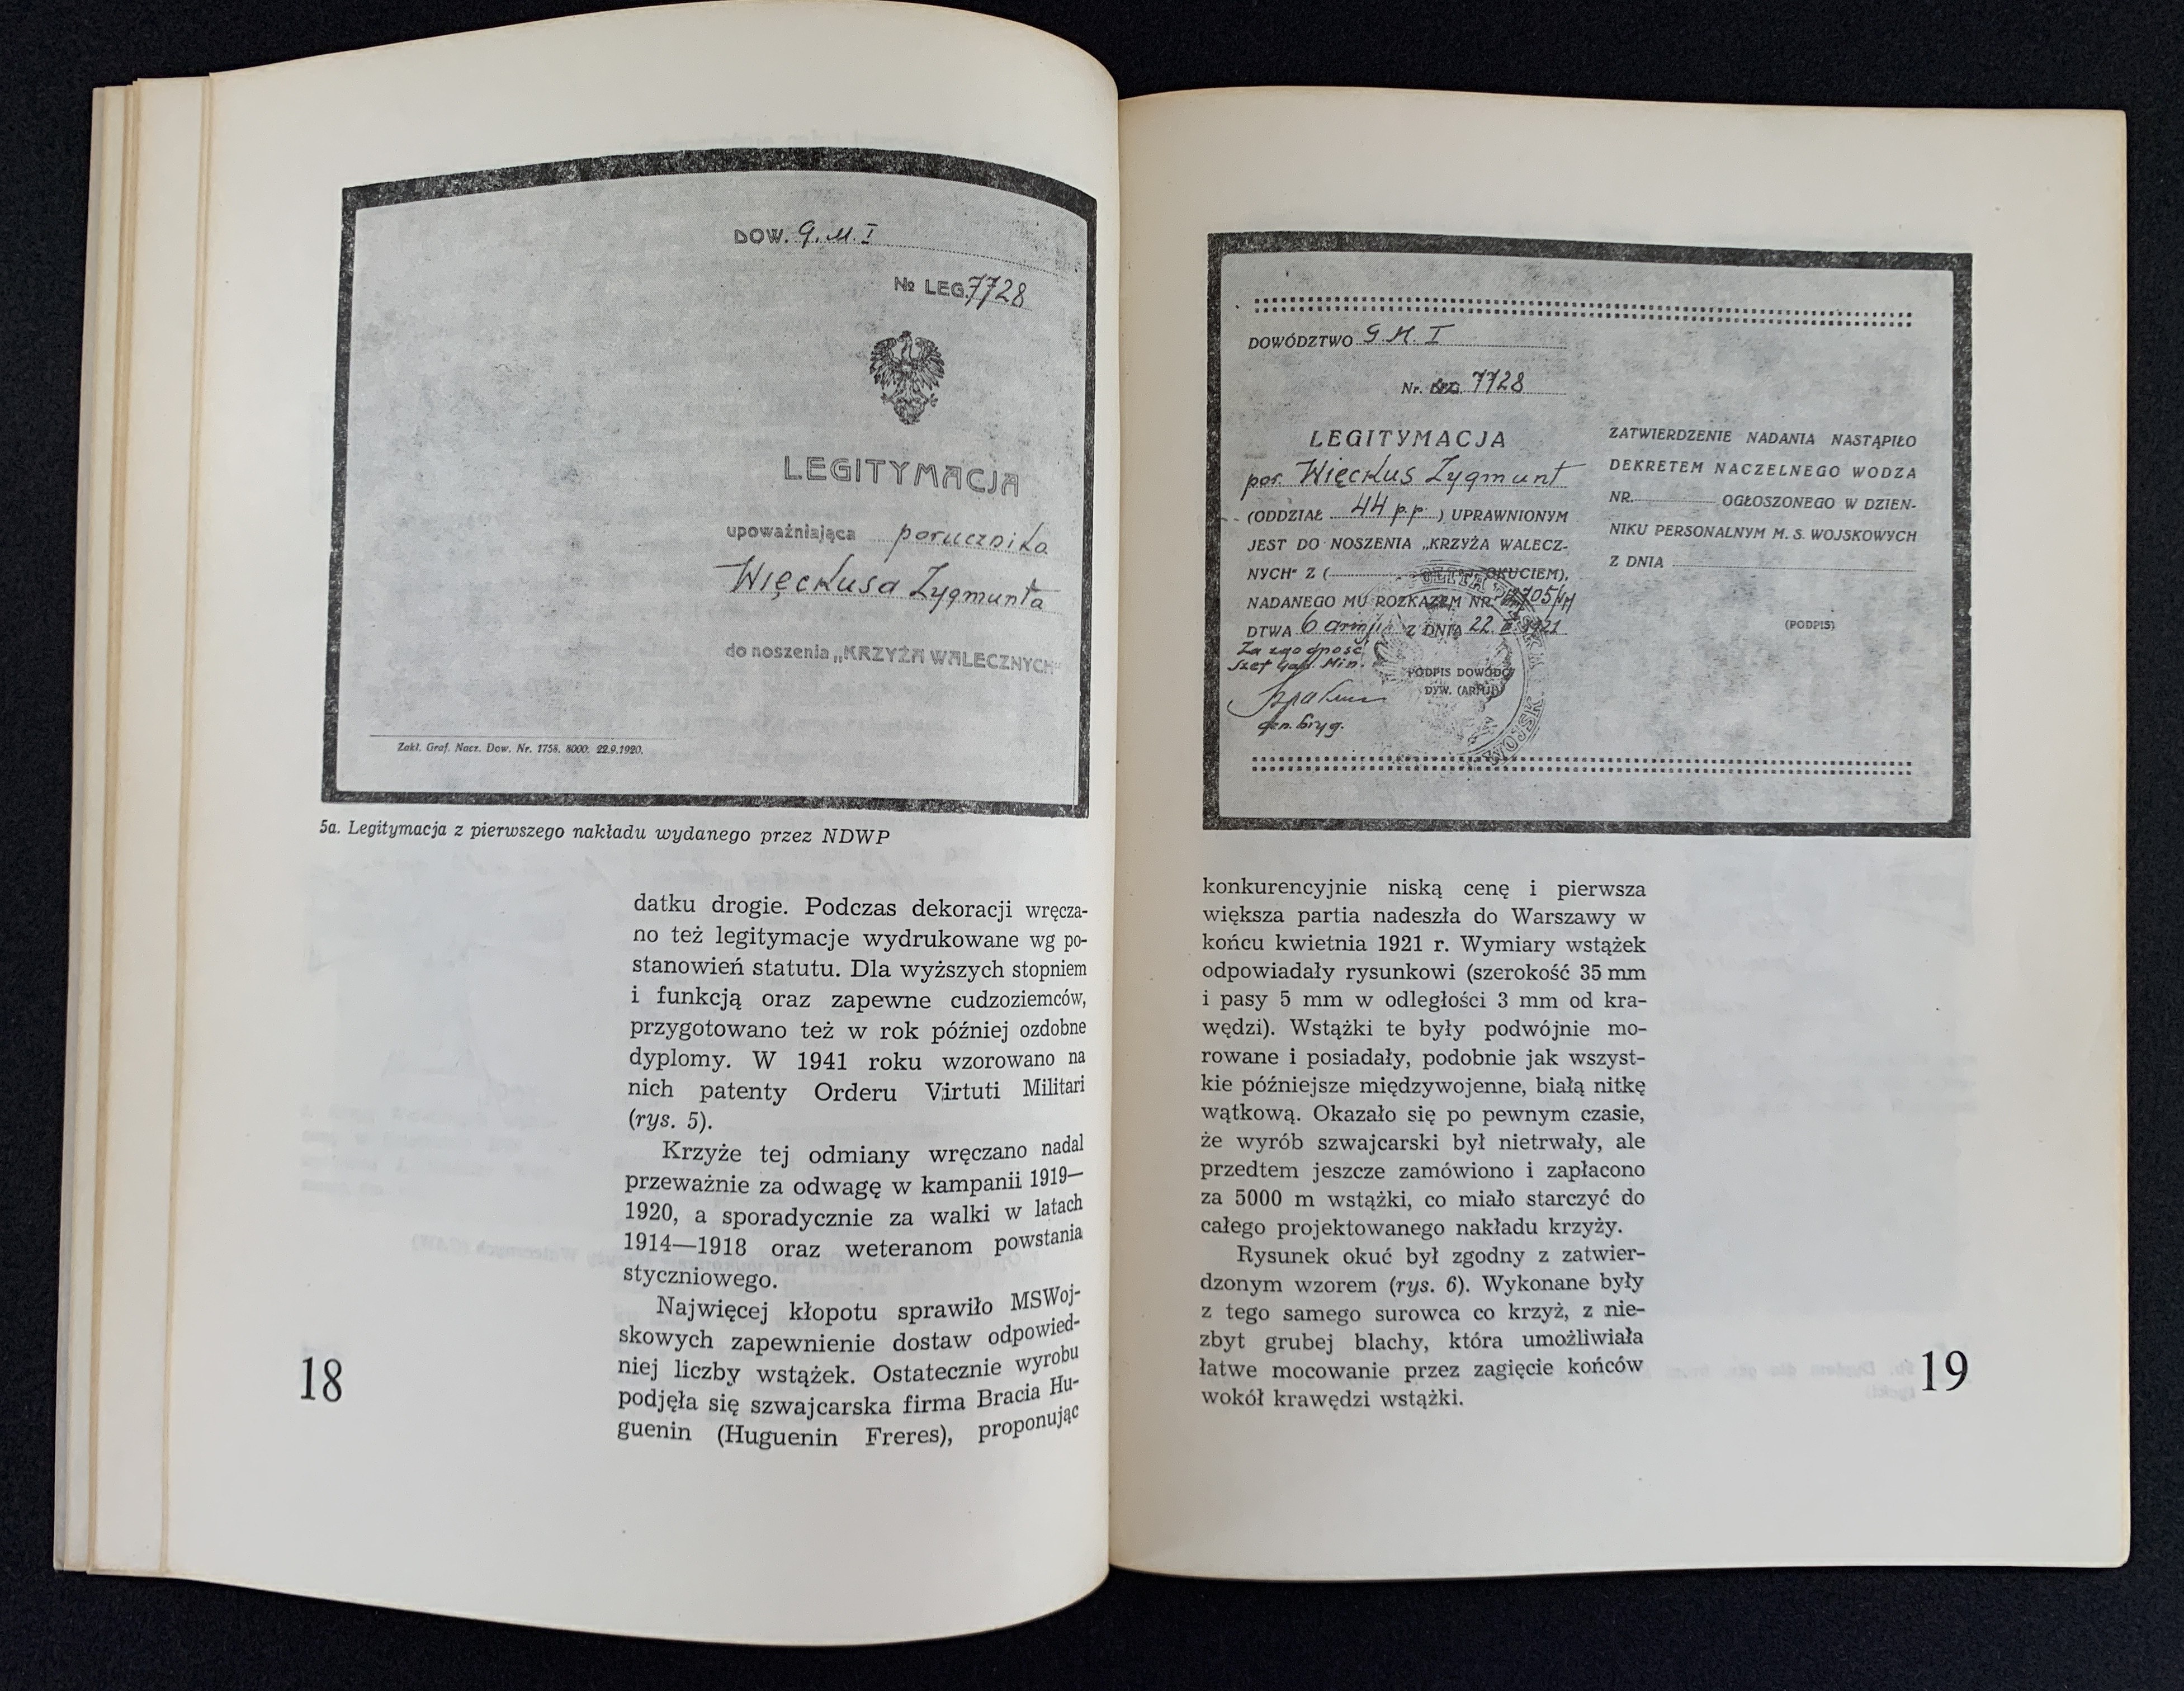 DOW. G. M. I
№ LEG. 7728
LEGITYMACJA
upoważniająca porucznika
Więckusa Zygmunta
do noszenia „KRZYŻA WALECZNYCH"
Zakł. Graf. Nacz. Dow. Nr. 1758. 8000. 22.9.1920.
5a. Legitymacja z pierwszego nakładu wydanego przez NDWP
datku drogie. Podczas dekoracji wręcza-
no też legitymacje wydrukowane wg po-
stanowień statutu. Dla wyższych stopniem
i funkcją oraz zapewne cudzoziemców,
przygotowano też w rok później ozdobne
dyplomy. W 1941 roku wzorowano na
nich patenty Orderu Virtuti Militari
(rys. 5).
Krzyże tej odmiany wręczano nadal
przeważnie za odwagę w kampanii 1919—
1920, a sporadycznie za walki w latach
1914—1918 oraz weteranom powstania
styczniowego.
Najwięcej kłopotu sprawiło MSWoj-
skowych zapewnienie dostaw odpowied-
niej liczby wstążek. Ostatecznie wyrobu
podjęła się szwajcarska firma Bracia Hu-
guenin (Huguenin Freres), proponując
18
DOWÓDZTWO G. M. I
Nr. 7728
LEGITYMACJA
por. Więckus Zygmunt
(ODDZIAŁ 44 p.p. ) UPRAWNIONYM
JEST DO NOSZENIA „KRZYŻA WALECZ-
NYCH" Z ( OKUCIEM),
NADANEGO MU ROZKAZEM NR.
DTWA 6 armji Z DNIA 22. 1921
Za zgodność
Szef Gab. Min.
gen. bryg.
PODPIS DOWÓDCY
DYW. (ARMJI)
WOJSK
ZATWIERDZENIE NADANIA NASTĄPIŁO
DEKRETEM NACZELNEGO WODZA
NR. OGŁOSZONEGO W DZIEN-
NIKU PERSONALNYM M. S. WOJSKOWYCH
Z DNIA
(PODPIS)
konkurencyjnie niską cenę i pierwsza
większa partia nadeszła do Warszawy w
końcu kwietnia 1921 r. Wymiary wstążek
odpowiadały rysunkowi (szerokość 35 mm
i pasy 5 mm w odległości 3 mm od kra-
wędzi). Wstążki te były podwójnie mo-
rowane i posiadały, podobnie jak wszyst-
kie późniejsze międzywojenne, białą nitkę
wątkową. Okazało się po pewnym czasie,
że wyrób szwajcarski był nietrwały, ale
przedtem jeszcze zamówiono i zapłacono
za 5000 m wstążki, co miało starczyć do
całego projektowanego nakładu krzyży.
Rysunek okuć był zgodny z zatwier-
dzonym wzorem (rys. 6). Wykonane były
z tego samego surowca co krzyż, z nie-
zbyt grubej blachy, która umożliwiała
łatwe mocowanie przez zagięcie końców
wokół krawędzi wstążki.
19